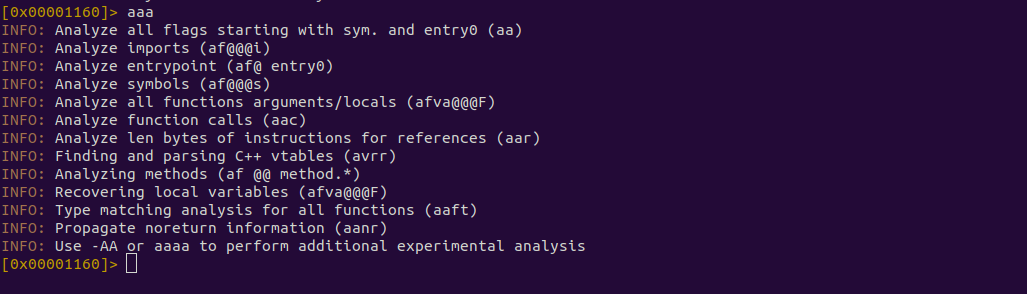 [0x00001160]> aaa
INFO: Analyze all flags starting with sym. and entry0 (aa)
INFO: Analyze imports (af@@@i)
INFO: Analyze entrypoint (af@ entry0)
INFO: Analyze symbols (af@@@s)
INFO: Analyze all functions arguments/locals (afva@@@F)
INFO: Analyze function calls (aac)
INFO: Analyze len bytes of instructions for references (aar)
INFO: Finding and parsing C++ vtables (avrr)
INFO: Analyzing methods (af @@ method.*)
INFO: Recovering local variables (afva@@@F)
INFO: Type matching analysis for all functions (aaft)
INFO: Propagate noreturn information (aanr)
INFO: Use -AA or aaaa to perform additional experimental analysis
[0x00001160]>